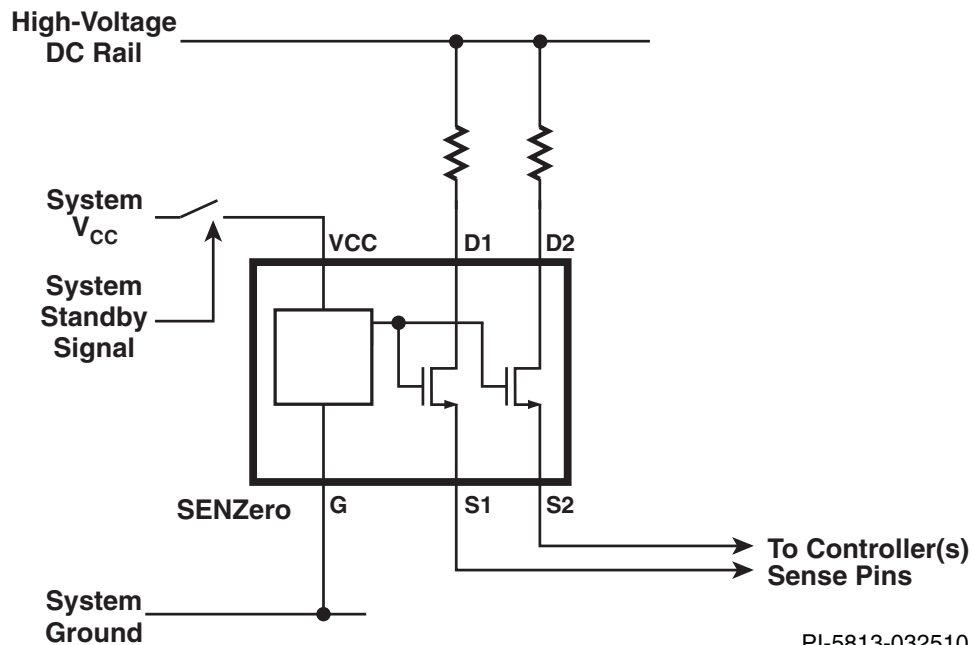 High-Voltage
DC Rail
System
VCC
System
Standby
Signal
VCC
D1
D2
SENZero
G
S1
S2
To Controller(s)
Sense Pins
System
Ground
PI-5813-032510